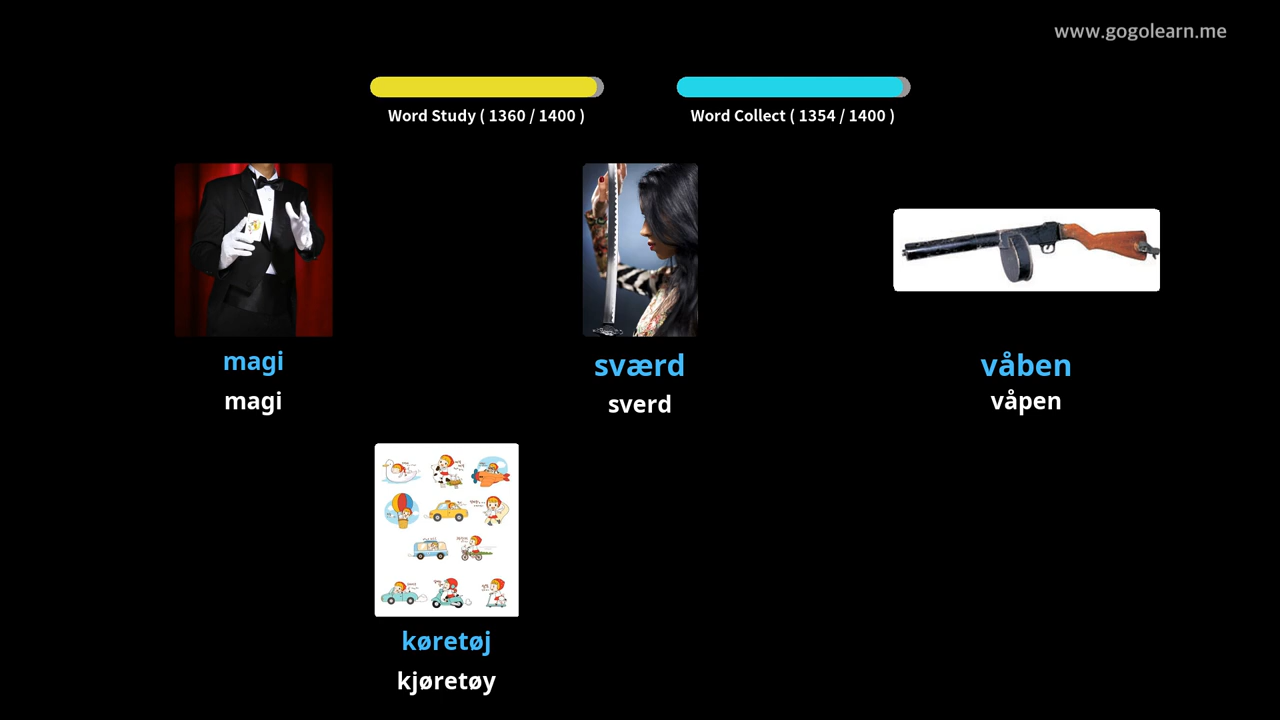 www.gogolearn.me
Word Study ( 1360 / 1400 )
Word Collect ( 1354 / 1400 )
magi
magi
sværd
sverd
våben
våpen
køretøj
kjøretøy